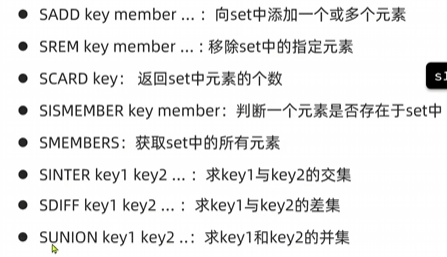 SADD key member ... ：向set中添加一个或多个元素
SREM key member ... : 移除set中的指定元素
SCARD key： 返回set中元素的个数
SISMEMBER key member：判断一个元素是否存在于set中
SMEMBERS：获取set中的所有元素
SINTER key1 key2 ... ：求key1与key2的交集
SDIFF key1 key2 ... ：求key1与key2的差集
SUNION key1 key2 ..：求key1和key2的并集